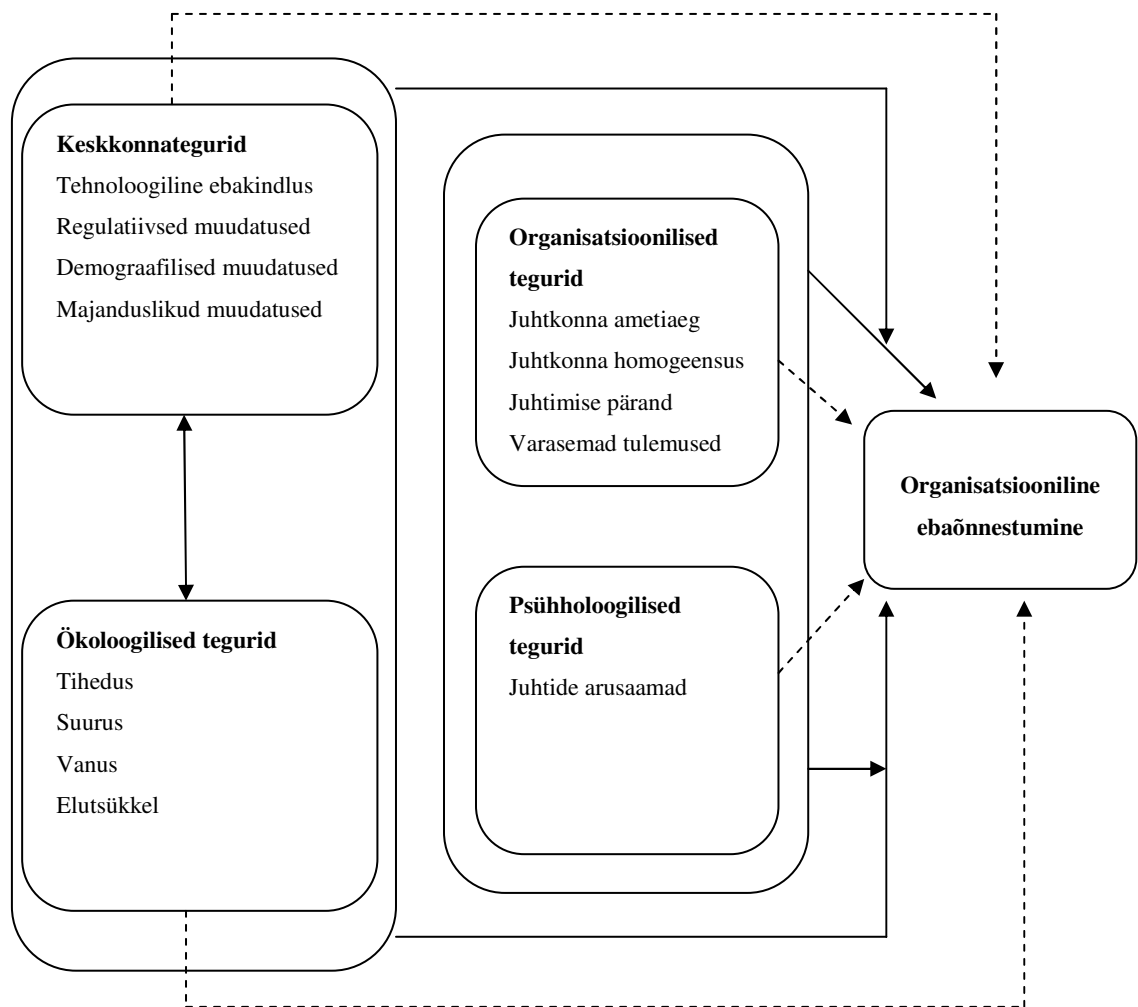 Keskkonnategurid
Tehnoloogiline ebakindlus
Regulatiivsed muudatused
Demograafilised muudatused
Majanduslikud muudatused
Ökoloogilised tegurid
Tihedus
Suurus
Vanus
Elutsükkel
Organisatsioonilised
tegurid
Juhtkonna ametiaeg
Juhtkonna homogeensus
Juhtimise pärand
Varasemad tulemused
Psühholoogilised
tegurid
Juhtide arusaamad
Organisatsiooniline
ebaõnnestumine